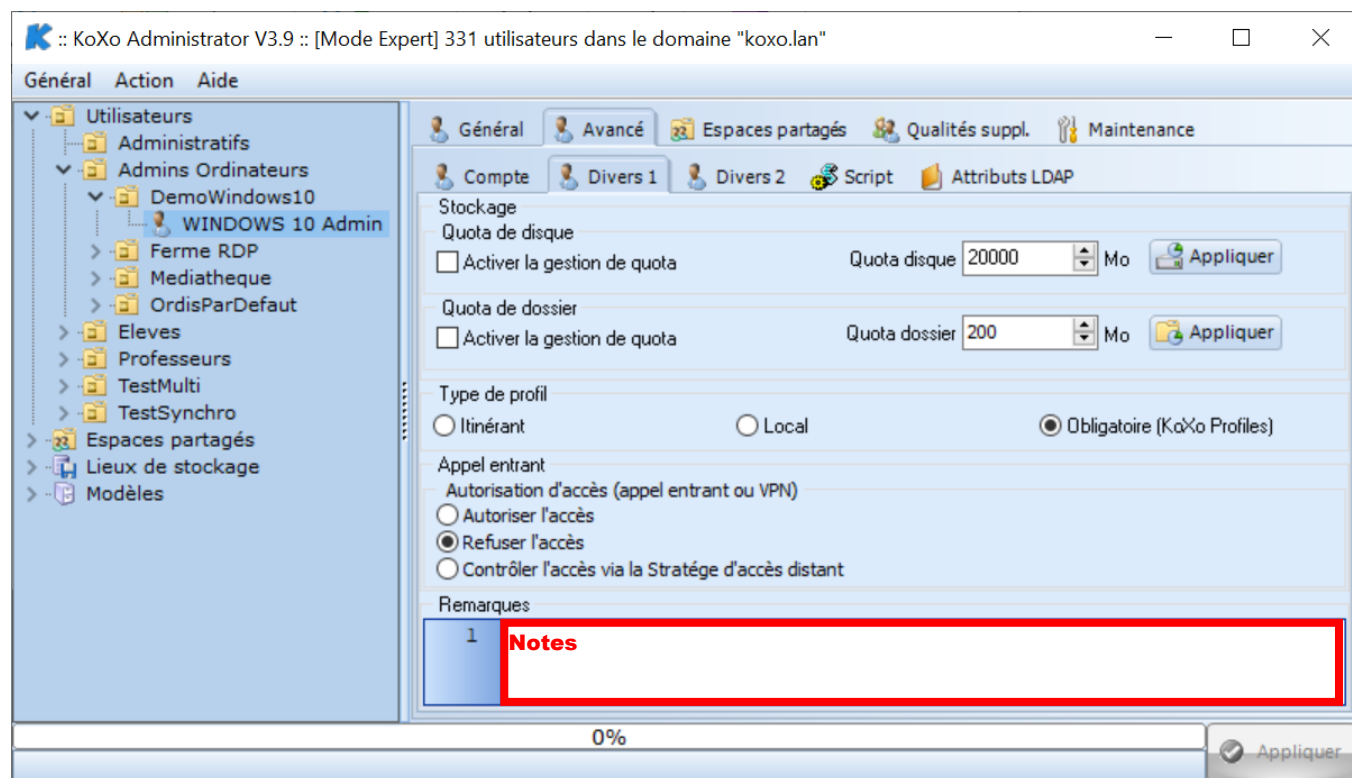 :: KoXo Administrator V3.9 :: [Mode Expert] 331 utilisateurs dans le domaine "koxo.lan"
Général Action Aide
Utilisateurs
Administratifs
Admins Ordinateurs
DemoWindows10
WINDOWS 10 Admin
Ferme RDP
Mediatheque
OrdisParDefaut
Eleves
Professeurs
TestMulti
TestSynchro
Espaces partagés
Lieux de stockage
Modèles
Général Avancé Espaces partagés Qualités suppl. Maintenance
Compte Divers 1 Divers 2 Script Attributs LDAP
Stockage
Quota de disque
Activer la gestion de quota Quota disque 20000 Mo Appliquer
Quota de dossier
Activer la gestion de quota Quota dossier 200 Mo Appliquer
Type de profil
Itinérant Local Obligatoire (KoXo Profiles)
Appel entrant
Autorisation d'accès (appel entrant ou VPN)
Autoriser l'accès
Refuser l'accès
Contrôler l'accès via la Stratége d'accès distant
Remarques
1 Notes
0%
Appliquer